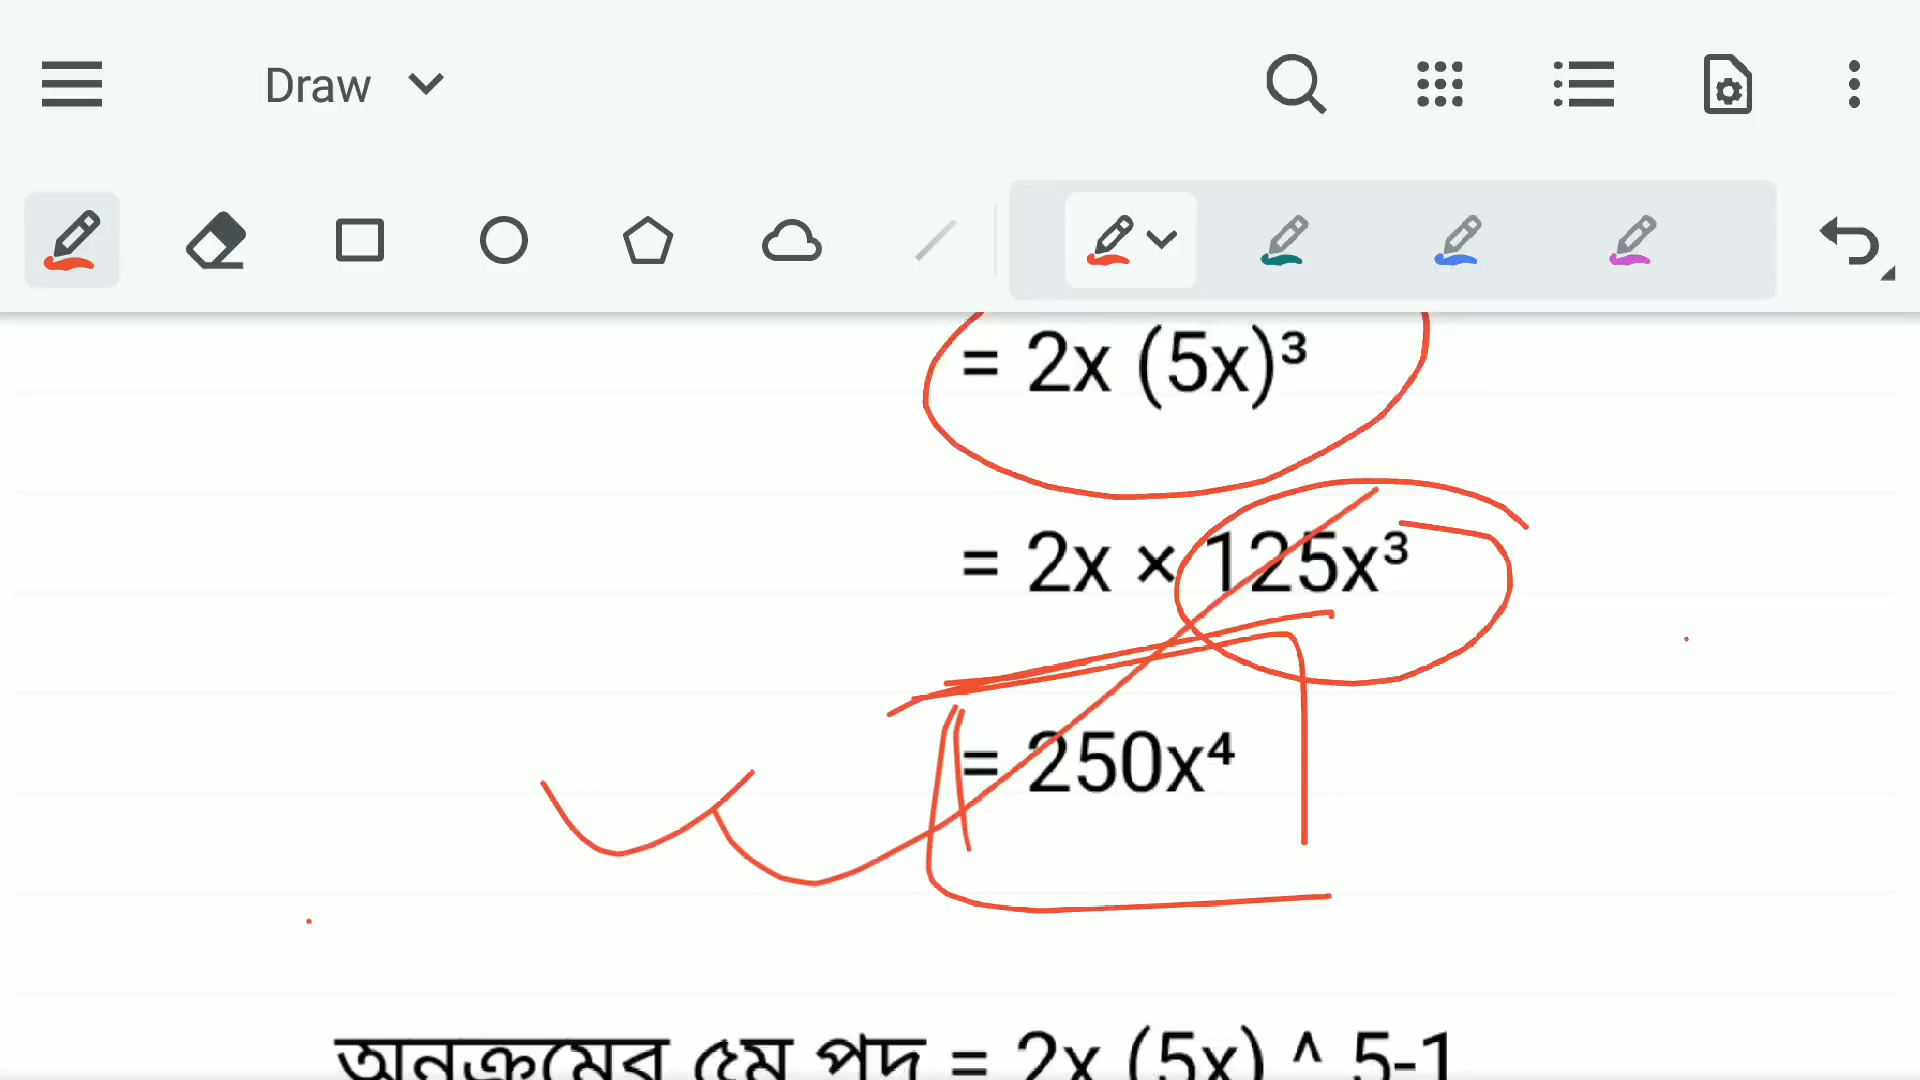 Draw
= 2x (5x)³
= 2x × 125x³
= 250x⁴
অনুক্রমের ৫ম পদ = 2x (5x) ^ 5-1